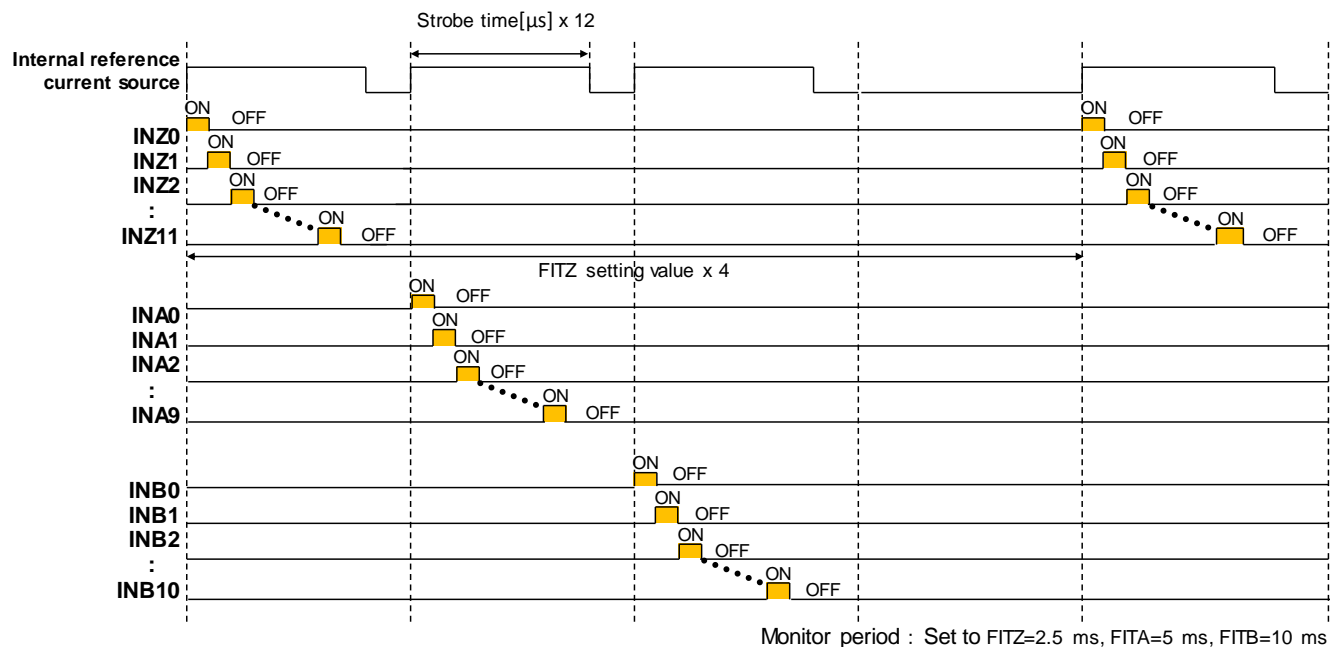 Strobe time[µs] x 12
Internal reference
current source
ON OFF ON OFF
INZ0
ON OFF ON OFF
INZ1
ON OFF ON OFF
INZ2
:
ON OFF ON OFF
INZ11
FITZ setting value x 4
ON OFF
INA0
ON OFF
INA1
ON OFF
INA2
:
ON OFF
INA9
ON OFF
INB0
ON OFF
INB1
ON OFF
INB2
:
ON OFF
INB10
Monitor period : Set to FITZ=2.5 ms, FITA=5 ms, FITB=10 ms